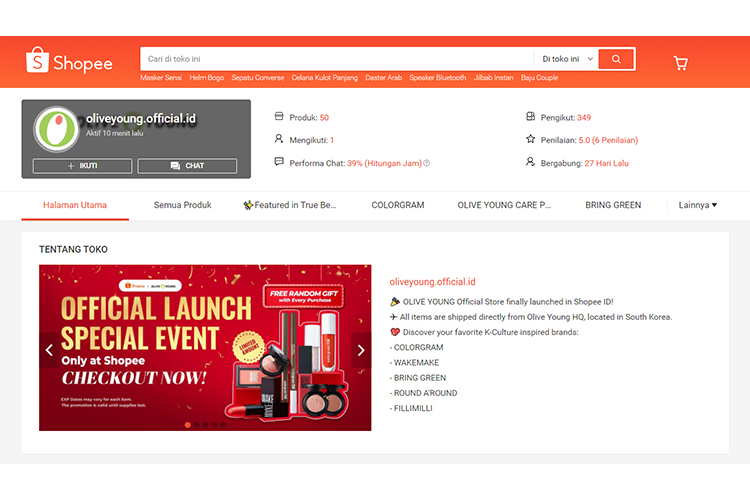 Shopee
Cari di toko ini
Di toko ini
Masker Sensi Helm Bogo Sepatu Converse Celana Kulot Panjang Daster Arab Speaker Bluetooth Jilbab Instan Baju Couple
OLIVE YOUNG
oliveyoung.official.id
Aktif 10 menit lalu
+ IKUTI
CHAT
Produk: 50
Mengikuti: 1
Performa Chat: 39% (Hitungan Jam)
Pengikut: 349
Penilaian: 5.0 (6 Penilaian)
Bergabung: 27 Hari Lalu
Halaman Utama
Semua Produk
Featured in True Be...
COLORGRAM
OLIVE YOUNG CARE P...
BRING GREEN
Lainnya
TENTANG TOKO
Shopee OLIVE YOUNG
OFFICIAL LAUNCH
SPECIAL EVENT
Only at Shopee
CHECKOUT NOW!
EXP Dates may vary for each item.
The promotion is valid until supplies last.
LIMITED
AMOUNT
FREE RANDOM GIFT
with Every Purchase
oliveyoung.official.id
OLIVE YOUNG Official Store finally launched in Shopee ID!
All items are shipped directly from Olive Young HQ, located in South Korea.
Discover your favorite K-Culture inspired brands:
- COLORGRAM
- WAKEMAKE
- BRING GREEN
- ROUND A'ROUND
- FILLIMILLI